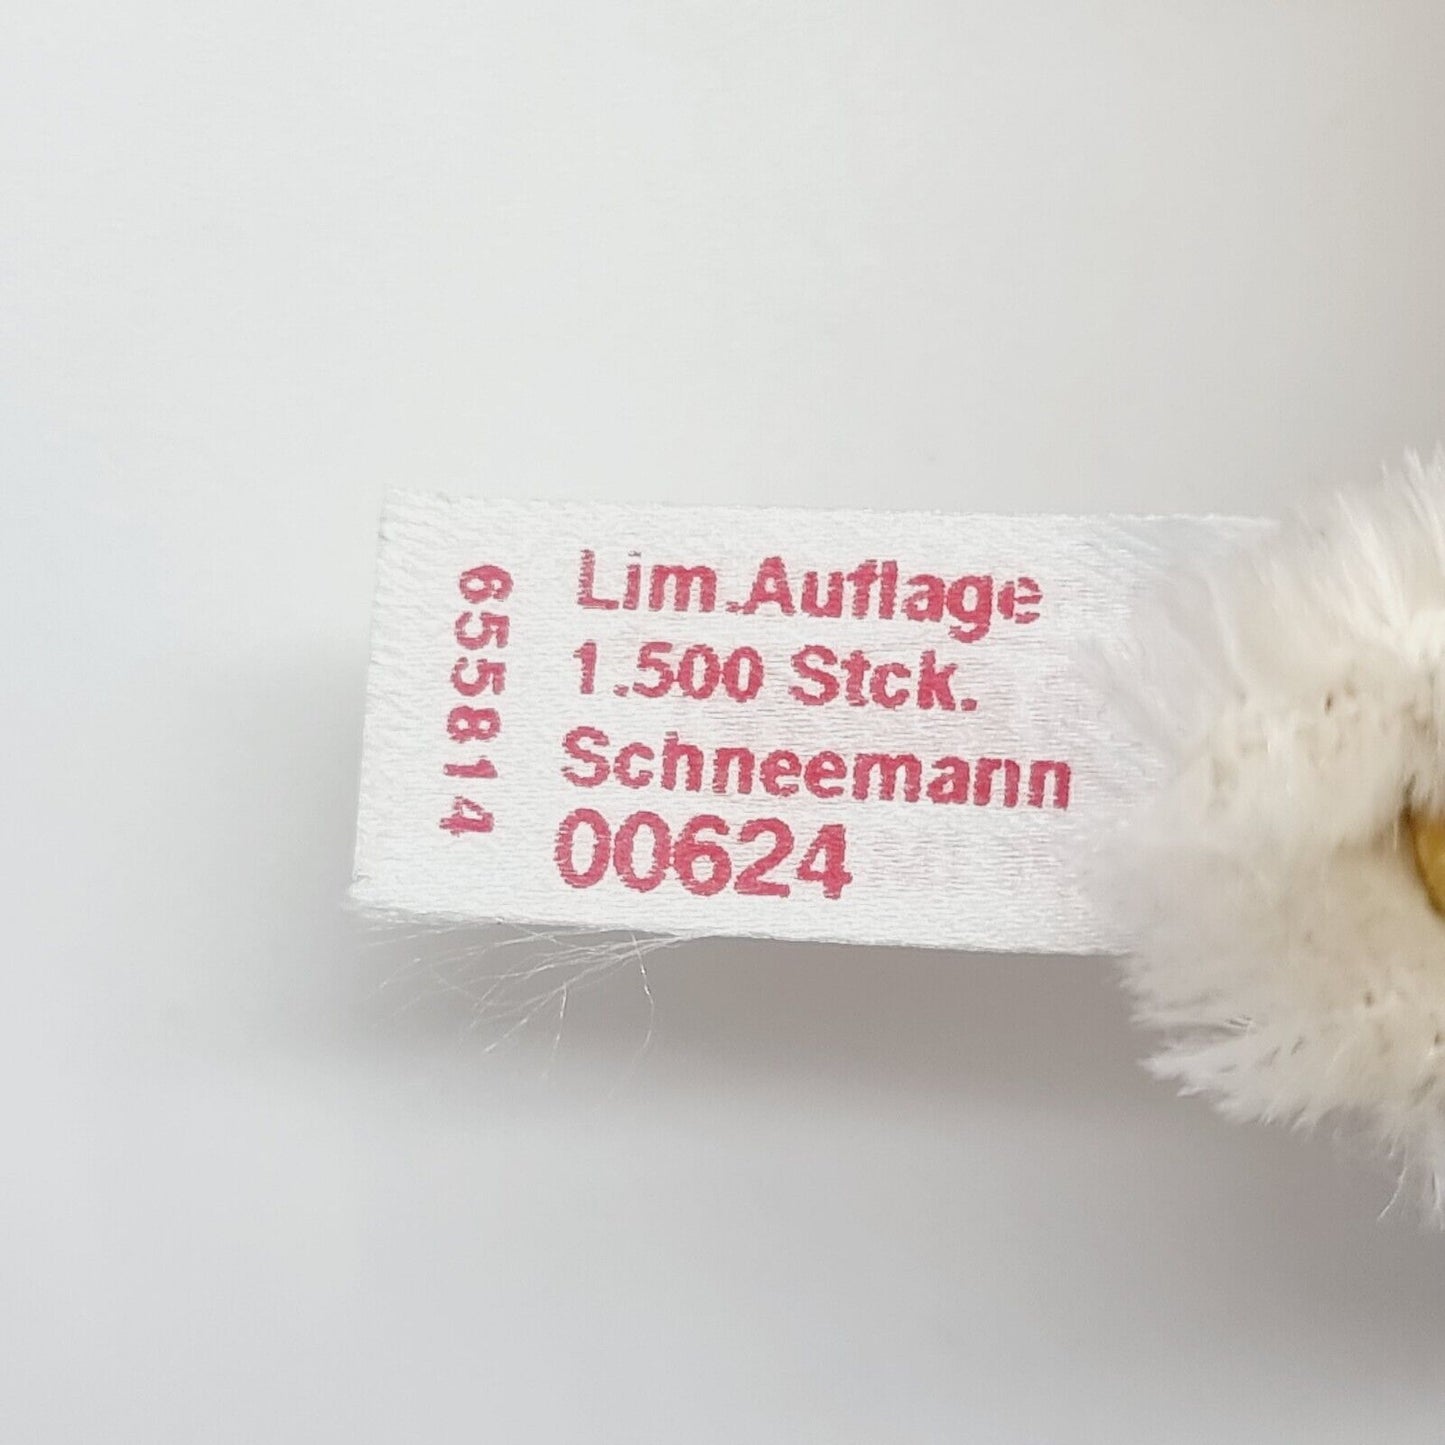 655814
Lim.Auflage
1.500 Stck.
Schneemann
00624